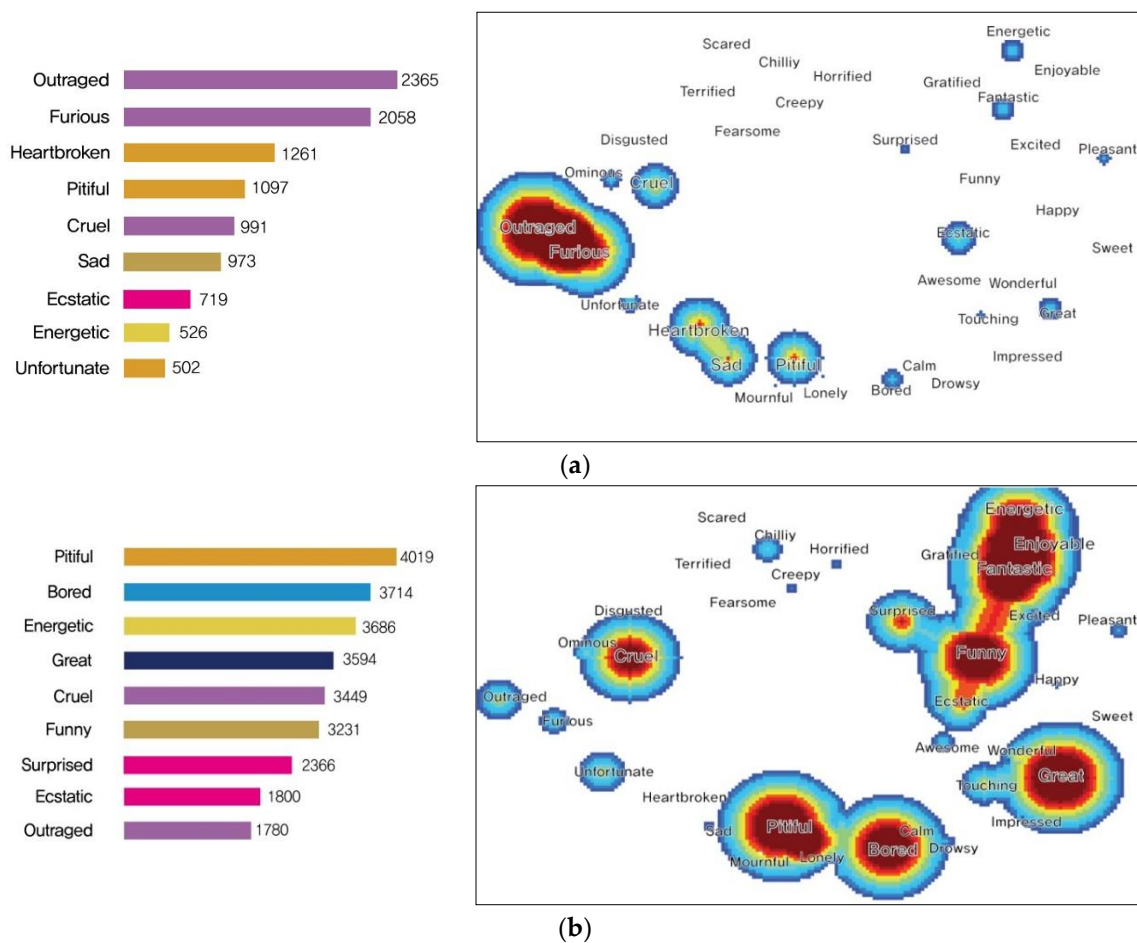 Outraged 2365
Furious 2058
Heartbroken 1261
Pitiful 1097
Cruel 991
Sad 973
Ecstatic 719
Energetic 526
Unfortunate 502
Energetic
Scared
Chilliy
Enjoyable
Horrified
Gratified
Terrified
Creepy
Fantastic
Fearsome
Disgusted
Surprised
Excited
Pleasant
Ominous
Cruel
Funny
Happy
Outraged
Ecstatic
Furious
Sweet
Awesome
Wonderful
Unfortunate
Touching
Great
Heartbroken
Impressed
Sad
Pitiful
Calm
Bored
Drowsy
Mournful
Lonely
(a)
Pitiful 4019
Bored 3714
Energetic 3686
Great 3594
Cruel 3449
Funny 3231
Surprised 2366
Ecstatic 1800
Outraged 1780
Energetic
Scared
Chilliy
Enjoyable
Horrified
Gratified
Terrified
Fantastic
Creepy
Fearsome
Disgusted
Surprised
Excited
Pleasant
Ominous
Cruel
Funny
Happy
Outraged
Ecstatic
Furious
Sweet
Awesome
Wonderful
Unfortunate
Great
Touching
Heartbroken
Impressed
Sad
Pitiful
Calm
Bored
Drowsy
Mournful
Lonely
(b)